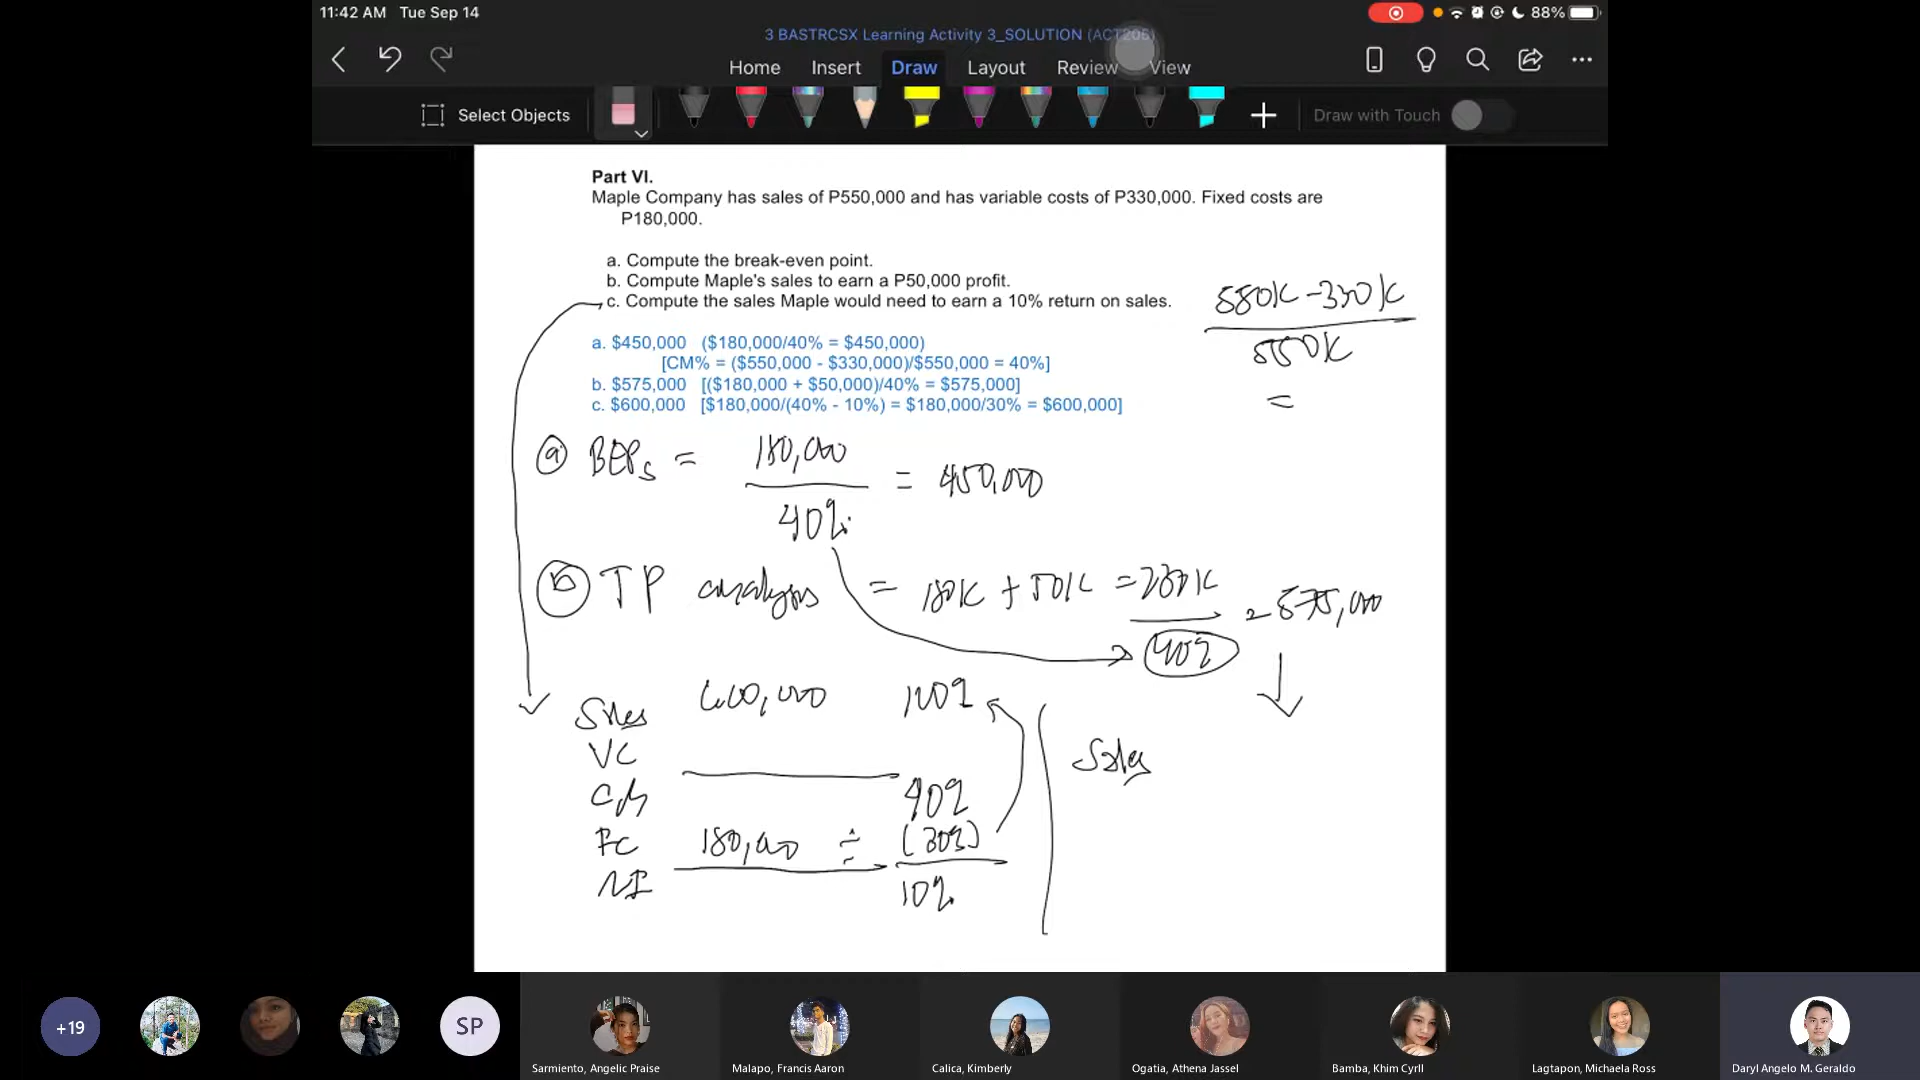 11:42 AM Tue Sep 14
88%
3 BASTRCSX Learning Activity 3_SOLUTION (ACT206)
Home Insert Draw Layout Review View
Select Objects
Draw with Touch
Part VI.
Maple Company has sales of P550,000 and has variable costs of P330,000. Fixed costs are
P180,000.
a. Compute the break-even point.
b. Compute Maple's sales to earn a P50,000 profit.
c. Compute the sales Maple would need to earn a 10% return on sales.
550K - 330K
550K
=
a. $450,000 ($180,000/40% = $450,000)
[CM% = ($550,000 - $330,000)/$550,000 = 40%]
b. $575,000 [($180,000 + $50,000)/40% = $575,000]
c. $600,000 [$180,000/(40% - 10%) = $180,000/30% = $600,000]
a BEPs = 180,000 = 450,000
40%
b TP analysis = 180K + 50K = 230K = 575,000
40%
Sales 600,000 100%
VC
CM 40%
FC 180,000 ÷ (30%)
NI 10%
Sales
+19
SP
Sarmiento, Angelic Praise
Malapo, Francis Aaron
Calica, Kimberly
Ogatia, Athena Jassel
Bamba, Khim Cyrll
Lagtapon, Michaela Ross
Daryl Angelo M. Geraldo